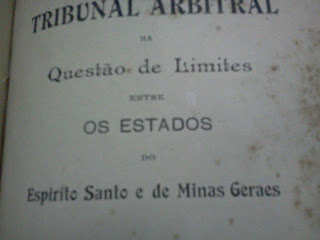 TRIBUNAL ARBITRAL
NA
Questão de Limites
ENTRE
OS ESTADOS
DO
Espirito Santo e de Minas Geraes